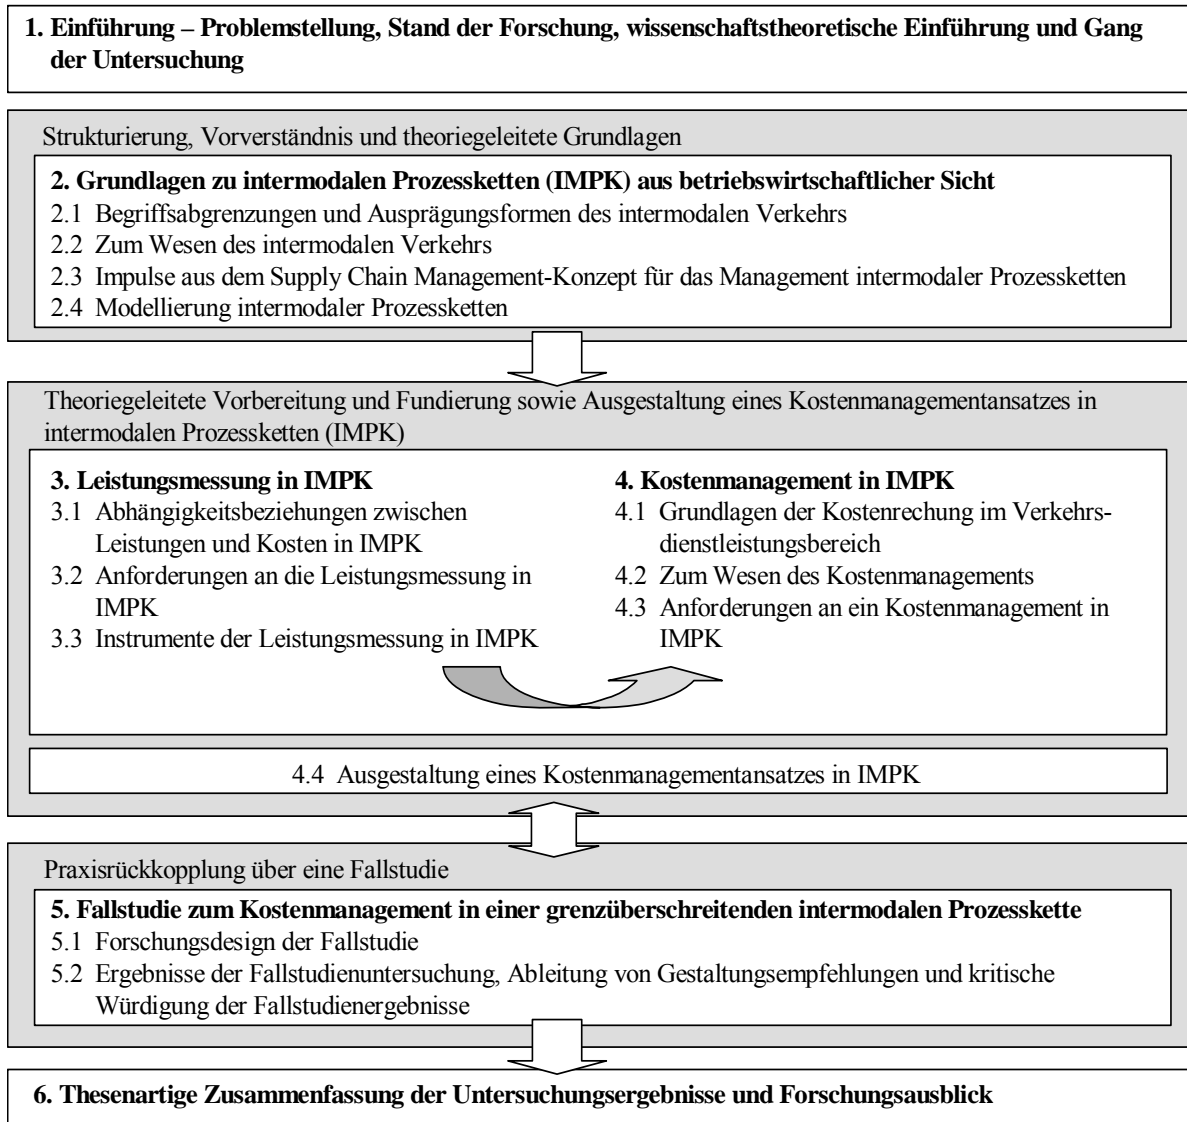 1. Einführung – Problemstellung, Stand der Forschung, wissenschaftstheoretische Einführung und Gang
der Untersuchung
Strukturierung, Vorverständnis und theoriegeleitete Grundlagen
2. Grundlagen zu intermodalen Prozessketten (IMPK) aus betriebswirtschaftlicher Sicht
2.1 Begriffsabgrenzungen und Ausprägungsformen des intermodalen Verkehrs
2.2 Zum Wesen des intermodalen Verkehrs
2.3 Impulse aus dem Supply Chain Management-Konzept für das Management intermodaler Prozessketten
2.4 Modellierung intermodaler Prozessketten
Theoriegeleitete Vorbereitung und Fundierung sowie Ausgestaltung eines Kostenmanagementansatzes in
intermodalen Prozessketten (IMPK)
3. Leistungsmessung in IMPK
3.1 Abhängigkeitsbeziehungen zwischen
Leistungen und Kosten in IMPK
3.2 Anforderungen an die Leistungsmessung in
IMPK
3.3 Instrumente der Leistungsmessung in IMPK
4. Kostenmanagement in IMPK
4.1 Grundlagen der Kostenrechung im Verkehrs-
dienstleistungsbereich
4.2 Zum Wesen des Kostenmanagements
4.3 Anforderungen an ein Kostenmanagement in
IMPK
4.4 Ausgestaltung eines Kostenmanagementansatzes in IMPK
Praxisrückkopplung über eine Fallstudie
5. Fallstudie zum Kostenmanagement in einer grenzüberschreitenden intermodalen Prozesskette
5.1 Forschungsdesign der Fallstudie
5.2 Ergebnisse der Fallstudienuntersuchung, Ableitung von Gestaltungsempfehlungen und kritische
Würdigung der Fallstudienergebnisse
6. Thesenartige Zusammenfassung der Untersuchungsergebnisse und Forschungsausblick